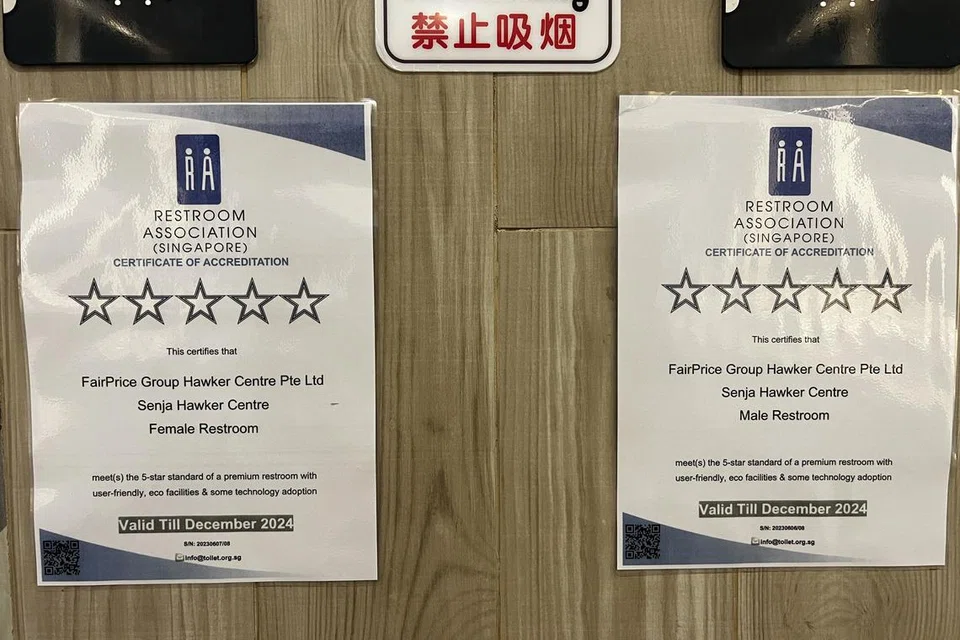 禁止吸烟
RA
RESTROOM
ASSOCIATION
(SINGAPORE)
CERTIFICATE OF ACCREDITATION
This certifies that
FairPrice Group Hawker Centre Pte Ltd
Senja Hawker Centre
Female Restroom
meet(s) the 5-star standard of a premium restroom with
user-friendly, eco facilities & some technology adoption
Valid Till December 2024
S/N: 20230607/08
info@toilet.org.sg
RA
RESTROOM
ASSOCIATION
(SINGAPORE)
CERTIFICATE OF ACCREDITATION
This certifies that
FairPrice Group Hawker Centre Pte Ltd
Senja Hawker Centre
Male Restroom
meet(s) the 5-star standard of a premium restroom with
user-friendly, eco facilities & some technology adoption
Valid Till December 2024
S/N: 20230606/08
info@toilet.org.sg